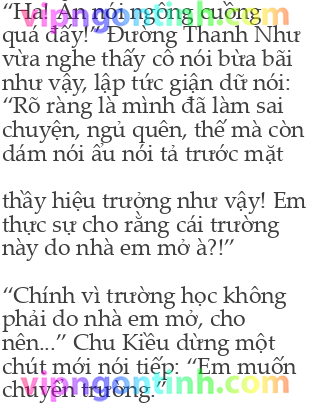 “Ha! Ăn nói ngông cuồng
quá đấy!” Đường Thanh Như
vừa nghe thấy cô nói bừa bãi
như vậy, lập tức giận dữ nói:
“Rõ ràng là mình đã làm sai
chuyện, ngủ quên, thế mà còn
dám nói ẩu nói tả trước mặt
thầy hiệu trưởng như vậy! Em
thực sự cho rằng cái trường
này do nhà em mở à?!”
“Chính vì trường học không
phải do nhà em mở, cho
nên...” Chu Kiều dừng một
chút mới nói tiếp: “Em muốn
chuyển trường.”
vipngontinh.com
vipngontinh.com